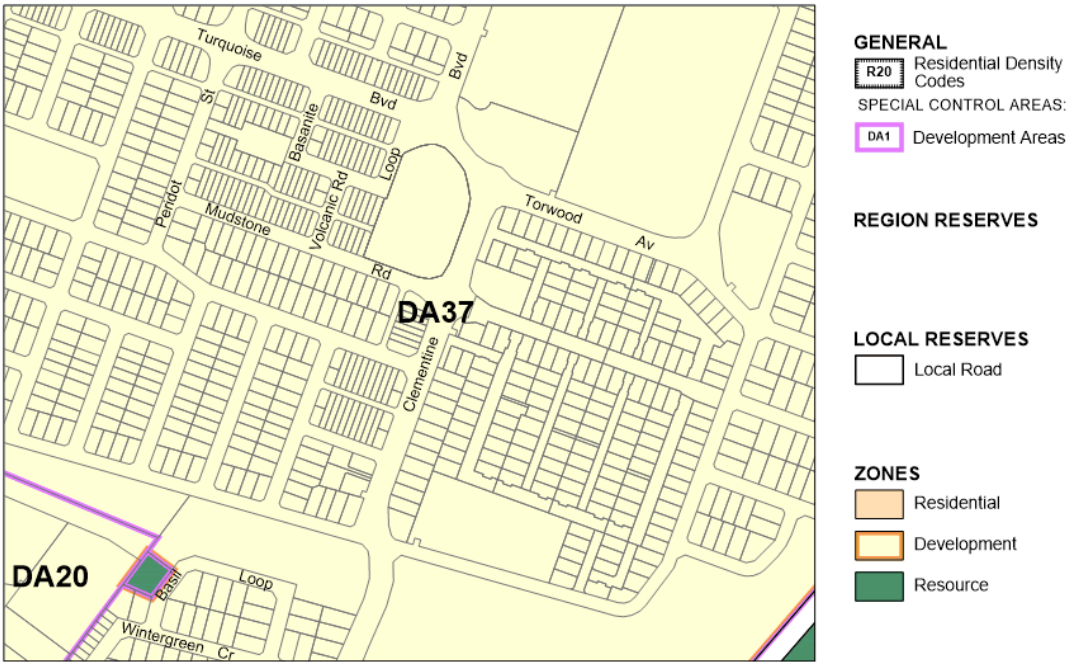 Turquoise
Bvd
Bvd
St
Basanite
Loop
Volcanic Rd
Peridot
Mudstone
Rd
Torwood
Av
DA37
Clementine
DA20
Basil
Loop
Wintergreen Cr
GENERAL
R20
Residential Density
Codes
SPECIAL CONTROL AREAS:
DA1
Development Areas
REGION RESERVES
LOCAL RESERVES
Local Road
ZONES
Residential
Development
Resource